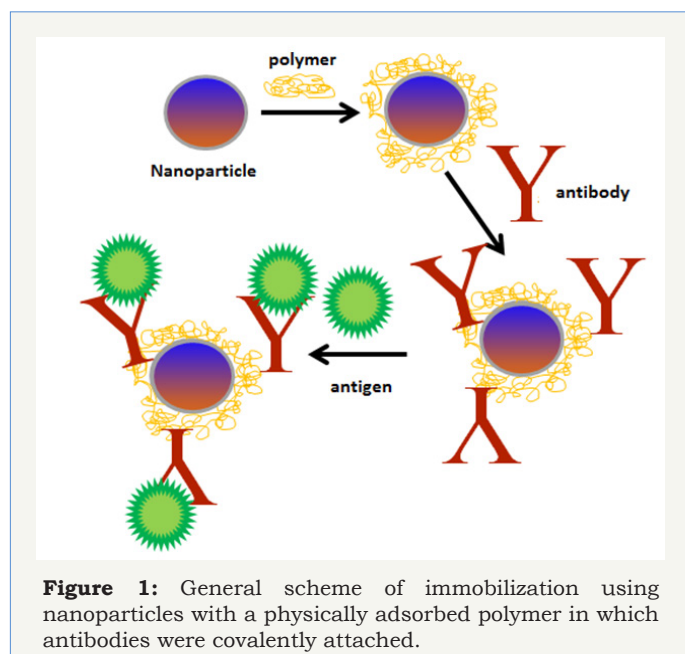 polymer
Nanoparticle
antibody
antigen
Figure 1: General scheme of immobilization using
nanoparticles with a physically adsorbed polymer in which
antibodies were covalently attached.